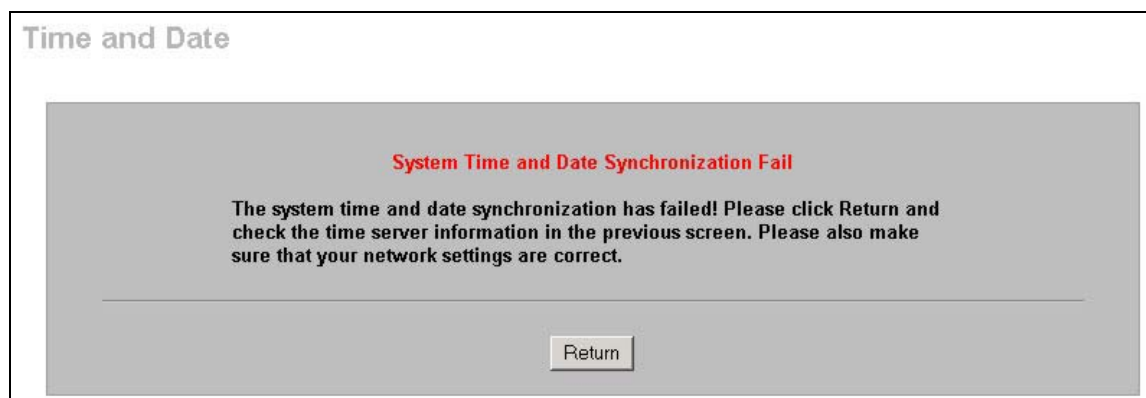 Time and Date
System Time and Date Synchronization Fail
The system time and date synchronization has failed! Please click Return and
check the time server information in the previous screen. Please also make
sure that your network settings are correct.
Return